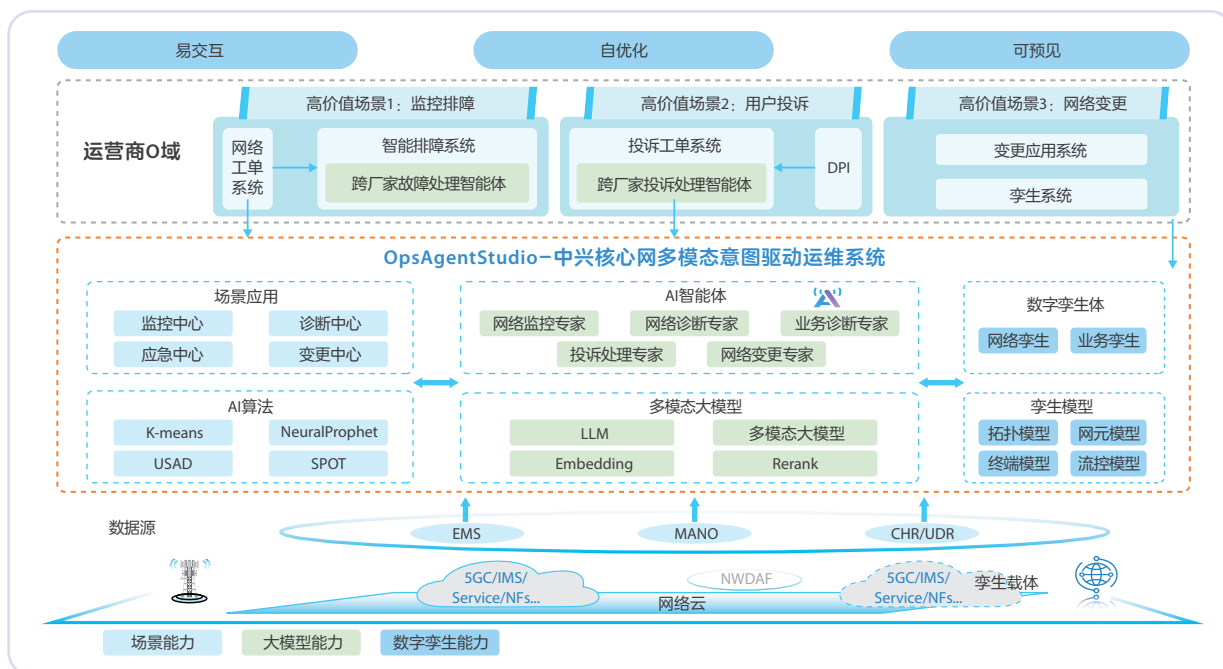 易交互
自优化
可预见
高价值场景1：监控排障
高价值场景2：用户投诉
高价值场景3：网络变更
运营商O域
网络
工单
系统
智能排障系统
跨厂家故障处理智能体
投诉工单系统
跨厂家投诉处理智能体
DPI
变更应用系统
孪生系统
OpsAgentStudio-中兴核心网多模态意图驱动运维系统
场景应用
监控中心
诊断中心
应急中心
变更中心
AI智能体
网络监控专家
网络诊断专家
业务诊断专家
投诉处理专家
网络变更专家
数字孪生体
网络孪生
业务孪生
AI算法
K-means
NeuralProphet
USAD
SPOT
多模态大模型
LLM
多模态大模型
Embedding
Rerank
孪生模型
拓扑模型
网元模型
终端模型
流控模型
数据源
EMS
MANO
CHR/UDR
5GC/IMS/
Service/NFs...
NWDAF
5GC/IMS/
Service/NFs...
孪生载体
网络云
场景能力
大模型能力
数字孪生能力